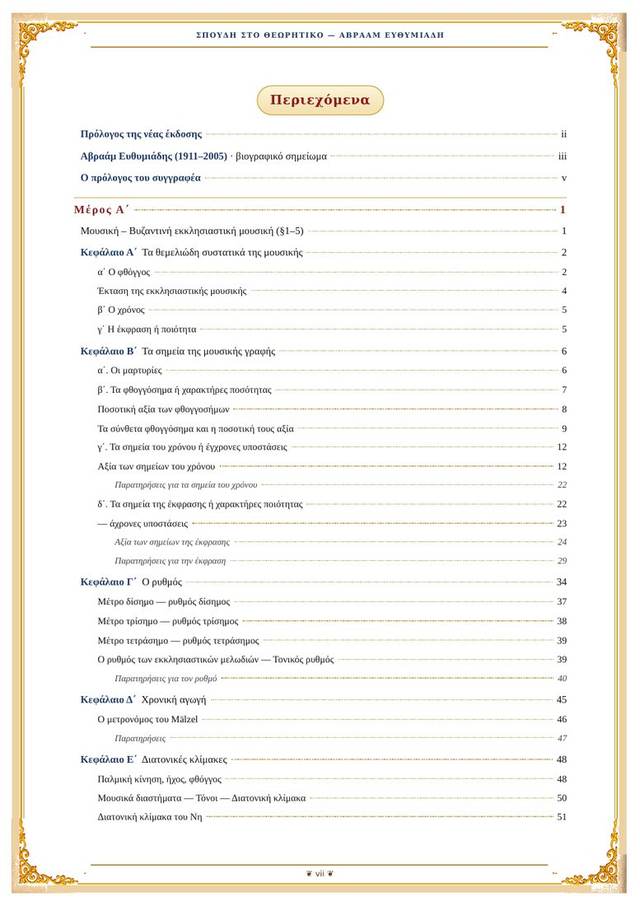 ΣΠΟΥΔΗ ΣΤΟ ΘΕΩΡΗΤΙΚΟ — ΑΒΡΑΑΜ ΕΥΘΥΜΙΑΔΗ
Περιεχόμενα
Πρόλογος της νέας έκδοσης ii
Αβραάμ Ευθυμιάδης (1911–2005) · βιογραφικό σημείωμα iii
Ο πρόλογος του συγγραφέα v
Μέρος Α΄ 1
Μουσική – Βυζαντινή εκκλησιαστική μουσική (§1–5) 1
Κεφάλαιο Α΄ Τα θεμελιώδη συστατικά της μουσικής 2
α΄ Ο φθόγγος 2
Έκταση της εκκλησιαστικής μουσικής 4
β΄ Ο χρόνος 5
γ΄ Η έκφραση ή ποιότητα 5
Κεφάλαιο Β΄ Τα σημεία της μουσικής γραφής 6
α΄. Οι μαρτυρίες 6
β΄. Τα φθογγόσημα ή χαρακτήρες ποσότητας 7
Ποσοτική αξία των φθογγοσήμων 8
Τα σύνθετα φθογγόσημα και η ποσοτική τους αξία 9
γ΄. Τα σημεία του χρόνου ή έγχρονες υποστάσεις 12
Αξία των σημείων του χρόνου 12
Παρατηρήσεις για τα σημεία του χρόνου 22
δ΄. Τα σημεία της έκφρασης ή χαρακτήρες ποιότητας 22
— άχρονες υποστάσεις 23
Αξία των σημείων της έκφρασης 24
Παρατηρήσεις για την έκφραση 29
Κεφάλαιο Γ΄ Ο ρυθμός 34
Μέτρο δίσημο — ρυθμός δίσημος 37
Μέτρο τρίσημο — ρυθμός τρίσημος 38
Μέτρο τετράσημο — ρυθμός τετράσημος 39
Ο ρυθμός των εκκλησιαστικών μελωδιών — Τονικός ρυθμός 39
Παρατηρήσεις για τον ρυθμό 40
Κεφάλαιο Δ΄ Χρονική αγωγή 45
Ο μετρονόμος του Mälzel 46
Παρατηρήσεις 47
Κεφάλαιο Ε΄ Διατονικές κλίμακες 48
Παλμική κίνηση, ήχος, φθόγγος 48
Μουσικά διαστήματα — Τόνοι — Διατονική κλίμακα 50
Διατονική κλίμακα του Νη 51
❦ vii ❦